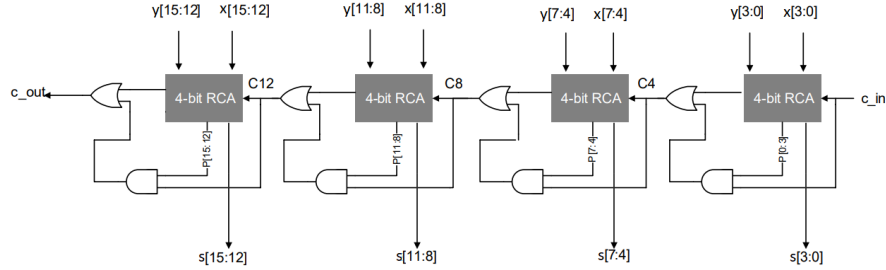 y[15:12] x[15:12] y[11:8] x[11:8] y[7:4] x[7:4] y[3:0] x[3:0]
c_out 4-bit RCA C12 4-bit RCA C8 4-bit RCA C4 4-bit RCA c_in
P[15:12] P[11:8] P[7:4] P[0:3]
s[15:12] s[11:8] s[7:4] s[3:0]